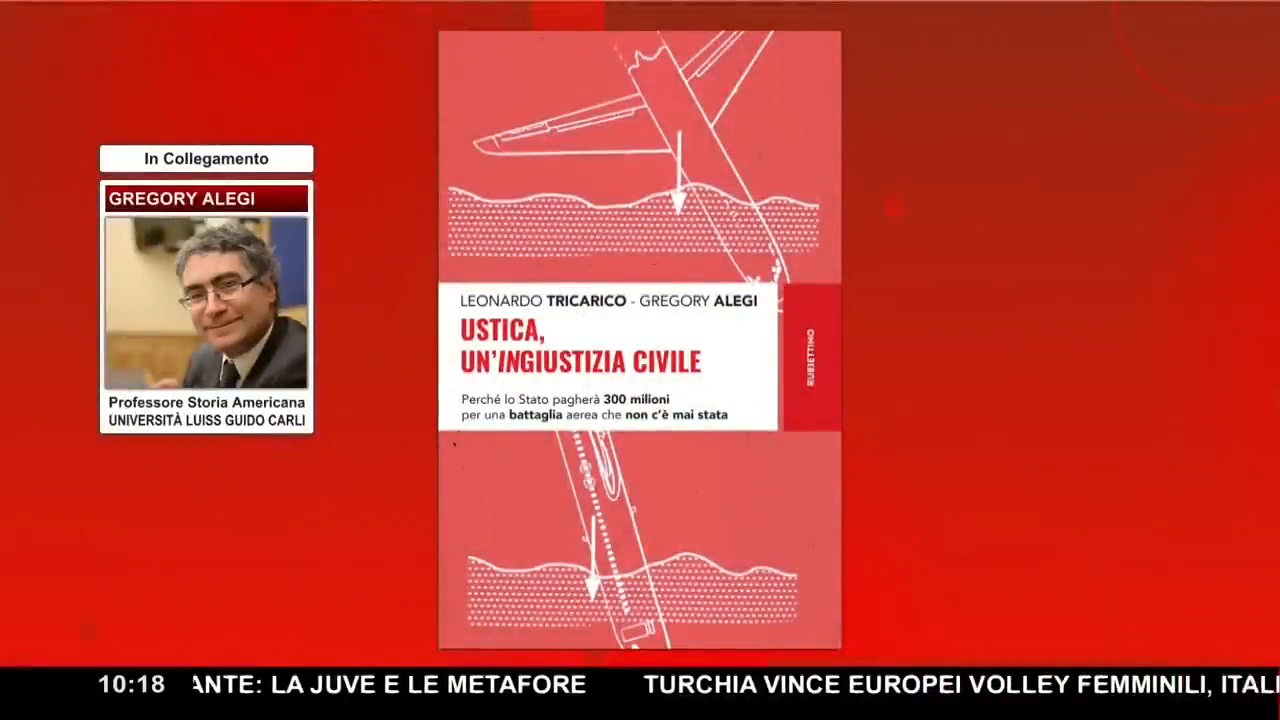 In Collegamento
GREGORY ALEGI
Professore Storia Americana
UNIVERSITÀ LUISS GUIDO CARLI
LEONARDO TRICARICO - GREGORY ALEGI
USTICA,
UN'INGIUSTIZIA CIVILE
Perché lo Stato pagherà 300 milioni
per una battaglia aerea che non c'è mai stata
RUBBETTINO
10:18 ANTE: LA JUVE E LE METAFORE TURCHIA VINCE EUROPEI VOLLEY FEMMINILI, ITALI